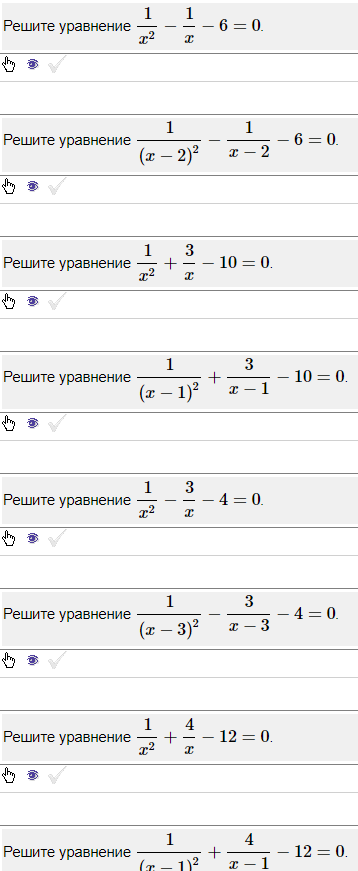 Решите уравнение 1/x² − 1/x − 6 = 0.
Решите уравнение 1/(x − 2)² − 1/(x − 2) − 6 = 0.
Решите уравнение 1/x² + 3/x − 10 = 0.
Решите уравнение 1/(x − 1)² + 3/(x − 1) − 10 = 0.
Решите уравнение 1/x² − 3/x − 4 = 0.
Решите уравнение 1/(x − 3)² − 3/(x − 3) − 4 = 0.
Решите уравнение 1/x² + 4/x − 12 = 0.
Решите уравнение 1/(x − 1)² + 4/(x − 1) − 12 = 0.